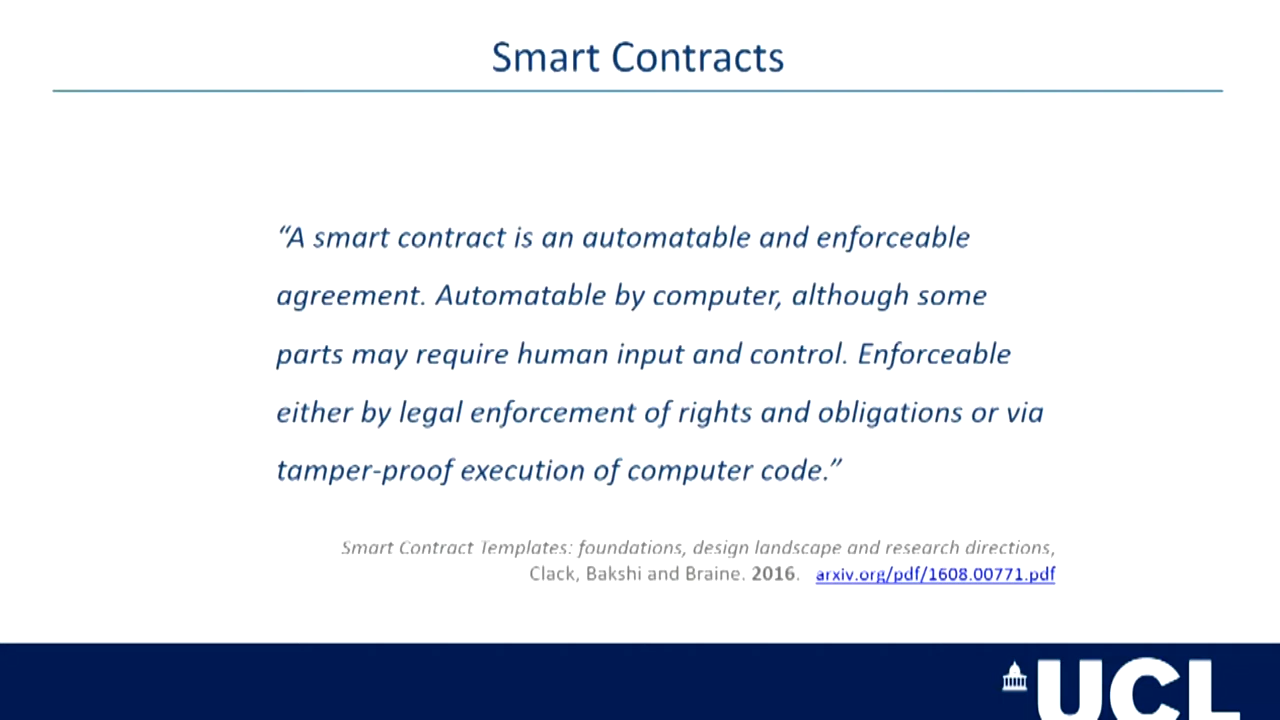 Smart Contracts
“A smart contract is an automatable and enforceable
agreement. Automatable by computer, although some
parts may require human input and control. Enforceable
either by legal enforcement of rights and obligations or via
tamper-proof execution of computer code.”
Smart Contract Templates: foundations, design landscape and research directions,
Clack, Bakshi and Braine. 2016. arxiv.org/pdf/1608.00771.pdf
UCL